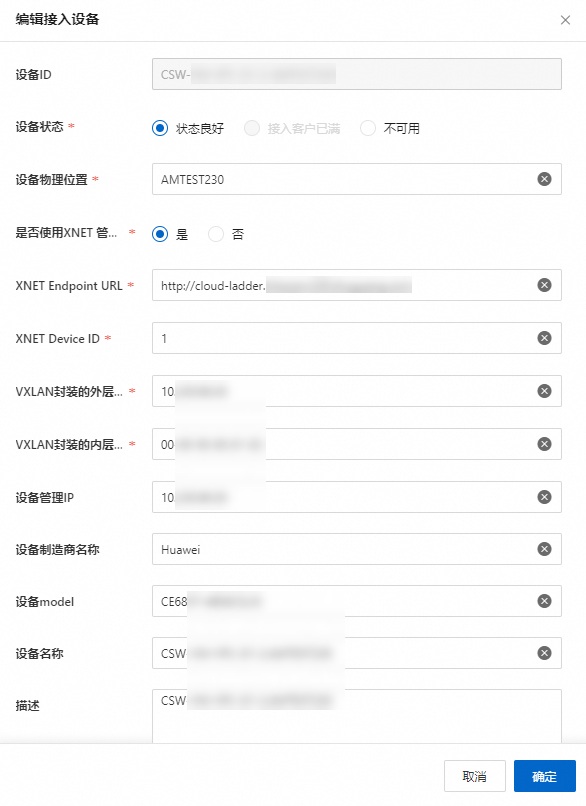 编辑接入设备
设备ID
CSW-
设备状态 *
状态良好
接入客户已满
不可用
设备物理位置 *
AMTEST230
是否使用XNET 管... *
是
否
XNET Endpoint URL *
http://cloud-ladder.
XNET Device ID *
1
VXLAN封装的外层... *
10
VXLAN封装的内层... *
00
设备管理IP
10
设备制造商名称
Huawei
设备model
CE68
设备名称
CSW
描述
CSW
取消
确定